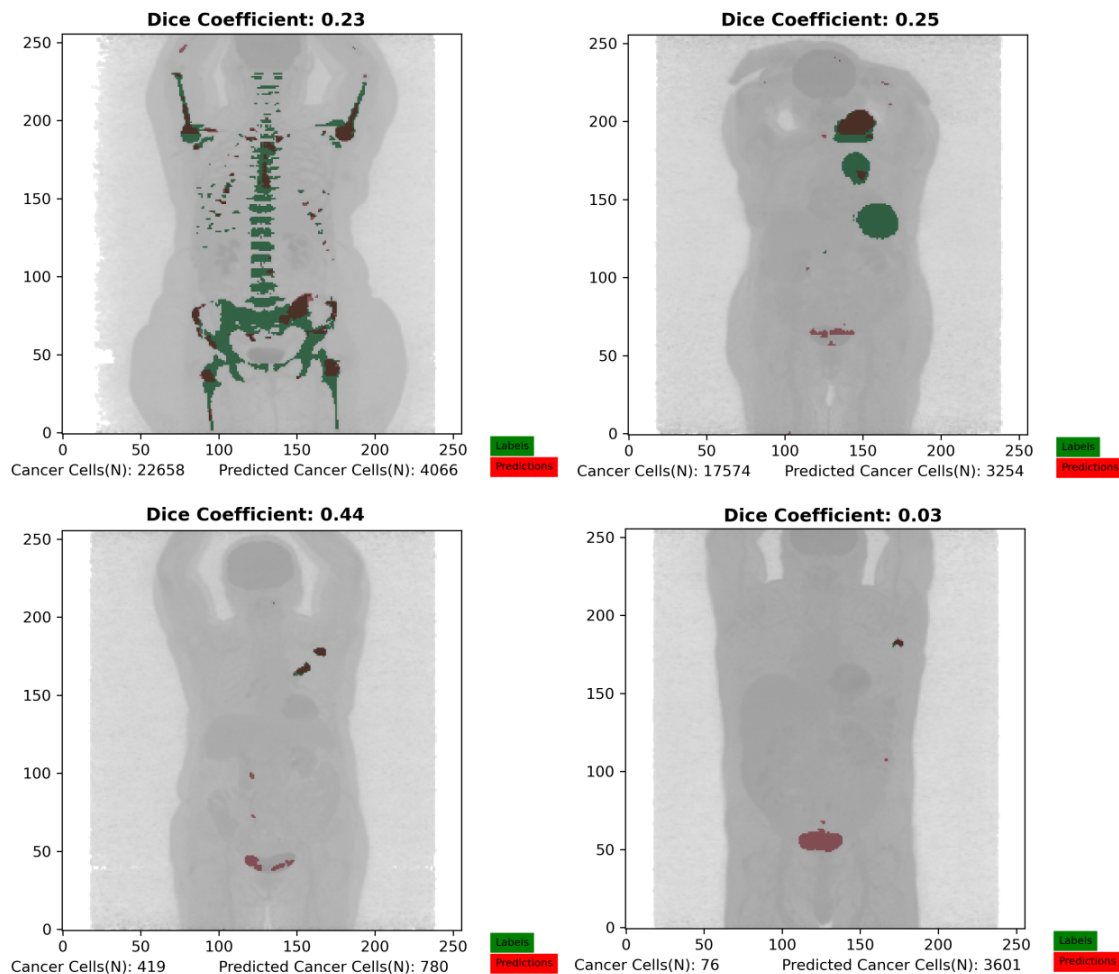 Dice Coefficient: 0.23
250
200
150
100
50
0
0 50 100 150 200 250
Cancer Cells(N): 22658 Predicted Cancer Cells(N): 4066
Labels
Predictions
Dice Coefficient: 0.25
250
200
150
100
50
0
0 50 100 150 200 250
Cancer Cells(N): 17574 Predicted Cancer Cells(N): 3254
Labels
Predictions
Dice Coefficient: 0.44
250
200
150
100
50
0
0 50 100 150 200 250
Cancer Cells(N): 419 Predicted Cancer Cells(N): 780
Labels
Predictions
Dice Coefficient: 0.03
250
200
150
100
50
0
0 50 100 150 200 250
Cancer Cells(N): 76 Predicted Cancer Cells(N): 3601
Labels
Predictions